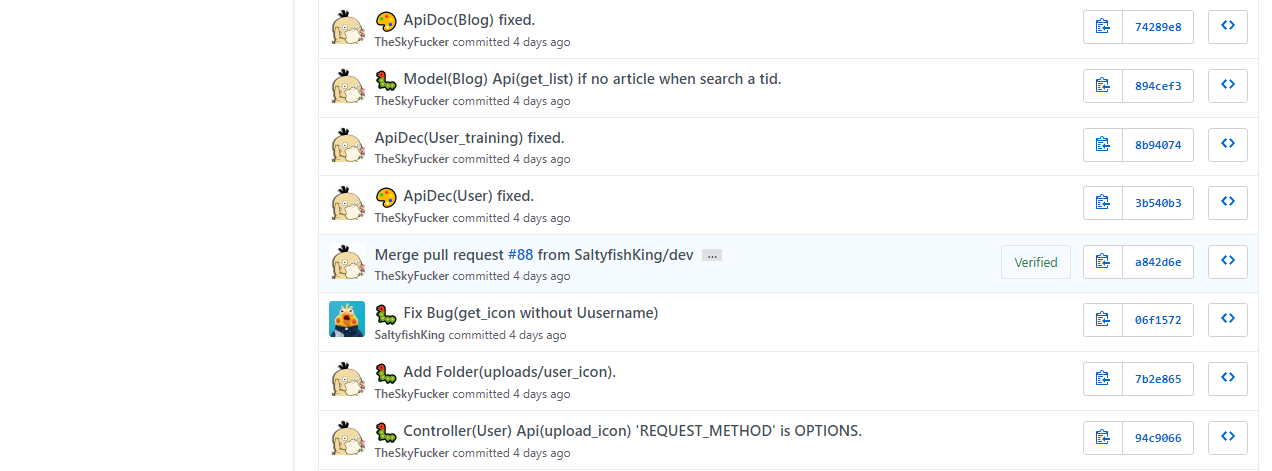 ApiDoc(Blog) fixed.
TheSkyFucker committed 4 days ago
74289e8
Model(Blog) Api(get_list) if no article when search a tid.
TheSkyFucker committed 4 days ago
894cef3
ApiDec(User_training) fixed.
TheSkyFucker committed 4 days ago
8b94074
ApiDec(User) fixed.
TheSkyFucker committed 4 days ago
3b540b3
Merge pull request #88 from SaltyfishKing/dev ...
TheSkyFucker committed 4 days ago
Verified
a842d6e
Fix Bug(get_icon without Uusername)
SaltyfishKing committed 4 days ago
06f1572
Add Folder(uploads/user_icon).
TheSkyFucker committed 4 days ago
7b2e865
Controller(User) Api(upload_icon) 'REQUEST_METHOD' is OPTIONS.
TheSkyFucker committed 4 days ago
94c9066